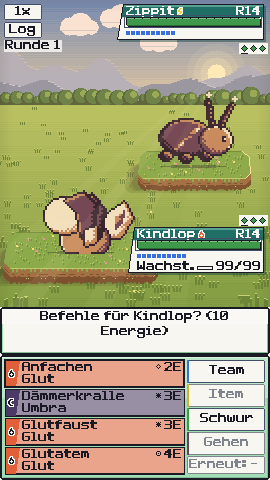 1x
Zippit R14
Log
Runde 1
Kindlop R14
Wachst. 99/99
Befehle für Kindlop? (10
Energie)
Anfachen 2E
Glut
Dämmerkralle *3E
Umbra
Glutfaust *3E
Glut
Glutatem 4E
Glut
Team
Item
Schwur
Gehen
Erneut:-